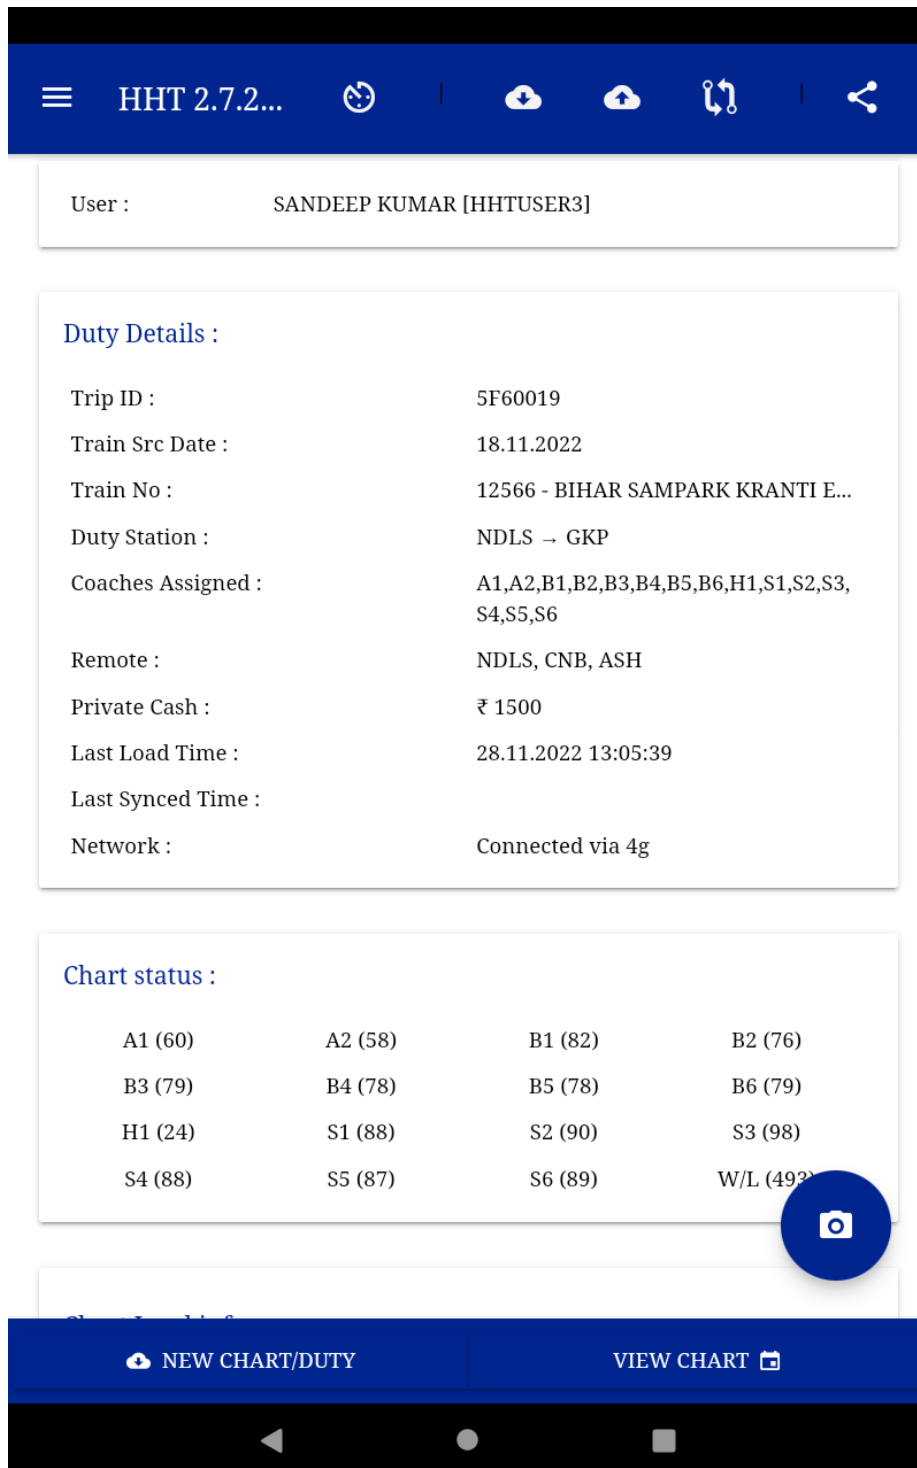 HHT 2.7.2...
User : SANDEEP KUMAR [HHTUSER3]
Duty Details :
Trip ID : 5F60019
Train Src Date : 18.11.2022
Train No : 12566 - BIHAR SAMPARK KRANTI E...
Duty Station : NDLS → GKP
Coaches Assigned : A1,A2,B1,B2,B3,B4,B5,B6,H1,S1,S2,S3,
S4,S5,S6
Remote : NDLS, CNB, ASH
Private Cash : ₹ 1500
Last Load Time : 28.11.2022 13:05:39
Last Synced Time :
Network : Connected via 4g
Chart status :
A1 (60) A2 (58) B1 (82) B2 (76)
B3 (79) B4 (78) B5 (78) B6 (79)
H1 (24) S1 (88) S2 (90) S3 (98)
S4 (88) S5 (87) S6 (89) W/L (493)
NEW CHART/DUTY VIEW CHART